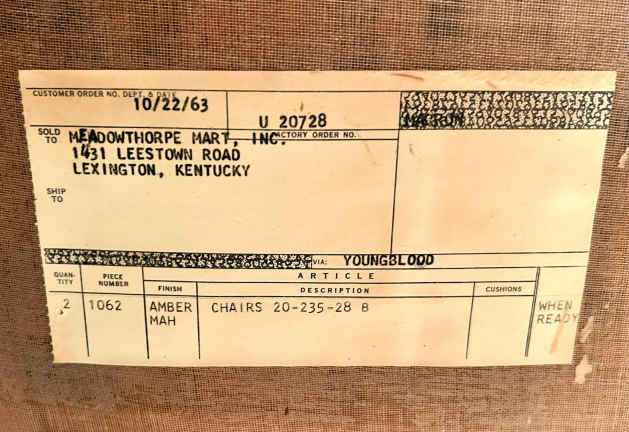 CUSTOMER ORDER NO. DEPT. & DATE
10/22/63
U 20728
FACTORY ORDER NO.
SOLD TO MEADOWTHORPE MART, INC.
1431 LEESTOWN ROAD
LEXINGTON, KENTUCKY
SHIP TO
VIA: YOUNGBLOOD
QUAN-TITY PIECE NUMBER ARTICLE
FINISH DESCRIPTION CUSHIONS
2 1062 AMBER CHAIRS 20-235-28 B WHEN
MAH READY